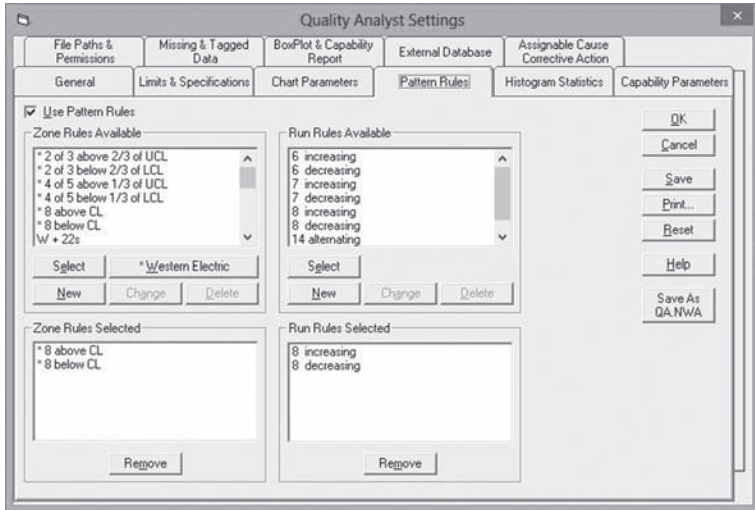 Quality Analyst Settings
File Paths & Permissions
Missing & Tagged Data
BoxPlot & Capability Report
External Database
Assignable Cause Corrective Action
General
Limits & Specifications
Chart Parameters
Pattern Rules
Histogram Statistics
Capability Parameters
Use Pattern Rules
Zone Rules Available
* 2 of 3 above 2/3 of UCL
* 2 of 3 below 2/3 of LCL
* 4 of 5 above 1/3 of UCL
* 4 of 5 below 1/3 of LCL
* 8 above CL
* 8 below CL
W + 22s
Select
*Western Electric
New
Change
Delete
Run Rules Available
6 increasing
6 decreasing
7 increasing
7 decreasing
8 increasing
8 decreasing
14 alternating
Select
New
Change
Delete
Zone Rules Selected
* 8 above CL
* 8 below CL
Remove
Run Rules Selected
8 increasing
8 decreasing
Remove
OK
Cancel
Save
Print...
Reset
Help
Save As
QA.NWA